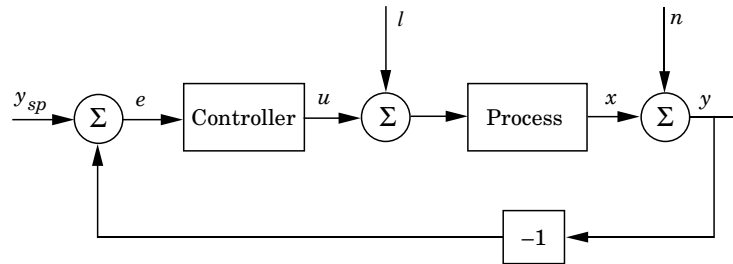 l
n
y_sp
Σ
e
Controller
u
Σ
Process
x
Σ
y
−1